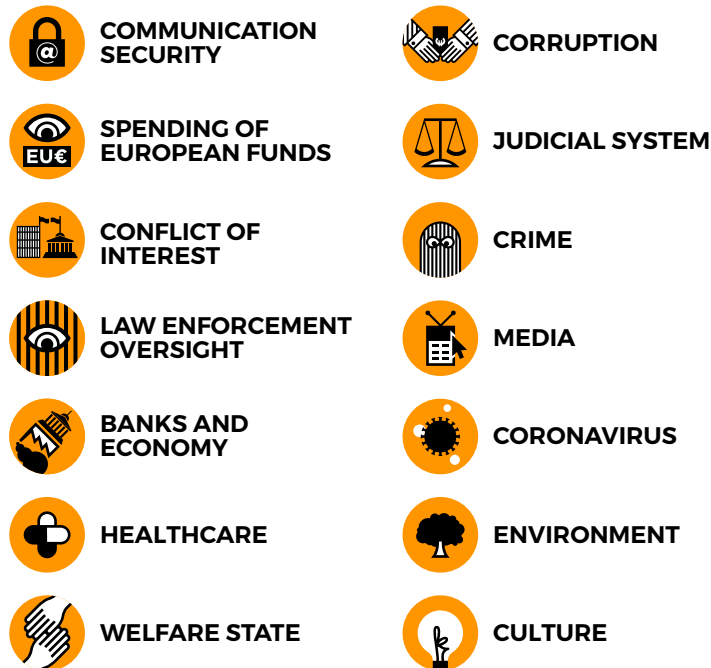 @
COMMUNICATION
SECURITY
EU€
SPENDING OF
EUROPEAN FUNDS
CONFLICT OF
INTEREST
LAW ENFORCEMENT
OVERSIGHT
BANKS AND
ECONOMY
HEALTHCARE
WELFARE STATE
CORRUPTION
JUDICIAL SYSTEM
CRIME
MEDIA
CORONAVIRUS
ENVIRONMENT
CULTURE